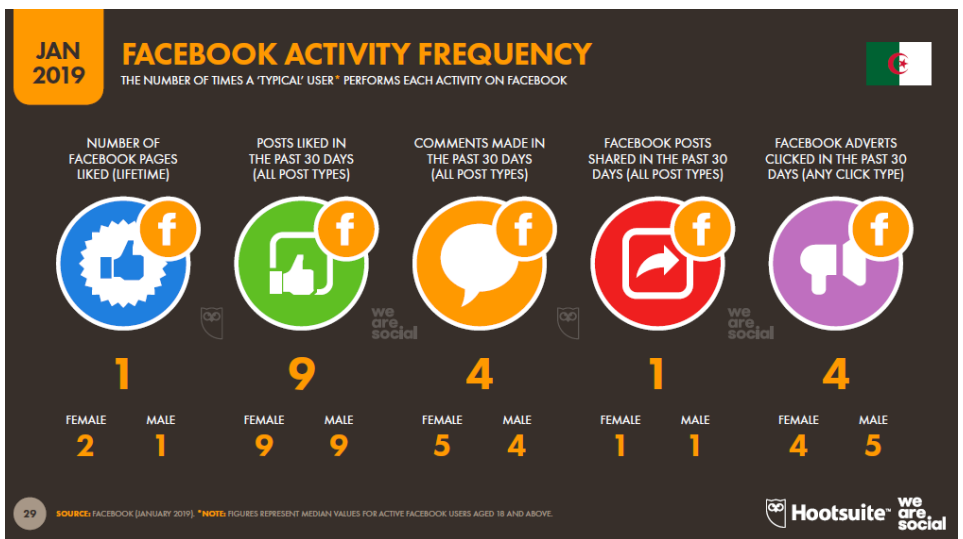 JAN
2019
FACEBOOK ACTIVITY FREQUENCY
THE NUMBER OF TIMES A ‘TYPICAL’ USER* PERFORMS EACH ACTIVITY ON FACEBOOK
NUMBER OF
FACEBOOK PAGES
LIKED (LIFETIME)
1
FEMALE MALE
2 1
POSTS LIKED IN
THE PAST 30 DAYS
(ALL POST TYPES)
9
FEMALE MALE
9 9
COMMENTS MADE IN
THE PAST 30 DAYS
(ALL POST TYPES)
4
FEMALE MALE
5 4
FACEBOOK POSTS
SHARED IN THE PAST 30
DAYS (ALL POST TYPES)
1
FEMALE MALE
1 1
FACEBOOK ADVERTS
CLICKED IN THE PAST 30
DAYS (ANY CLICK TYPE)
4
FEMALE MALE
4 5
f
f
f
f
f
we
are
social
we
are
social
29
SOURCE: FACEBOOK (JANUARY 2019). *NOTE: FIGURES REPRESENT MEDIAN VALUES FOR ACTIVE FACEBOOK USERS AGED 18 AND ABOVE.
Hootsuite™
we
are
social